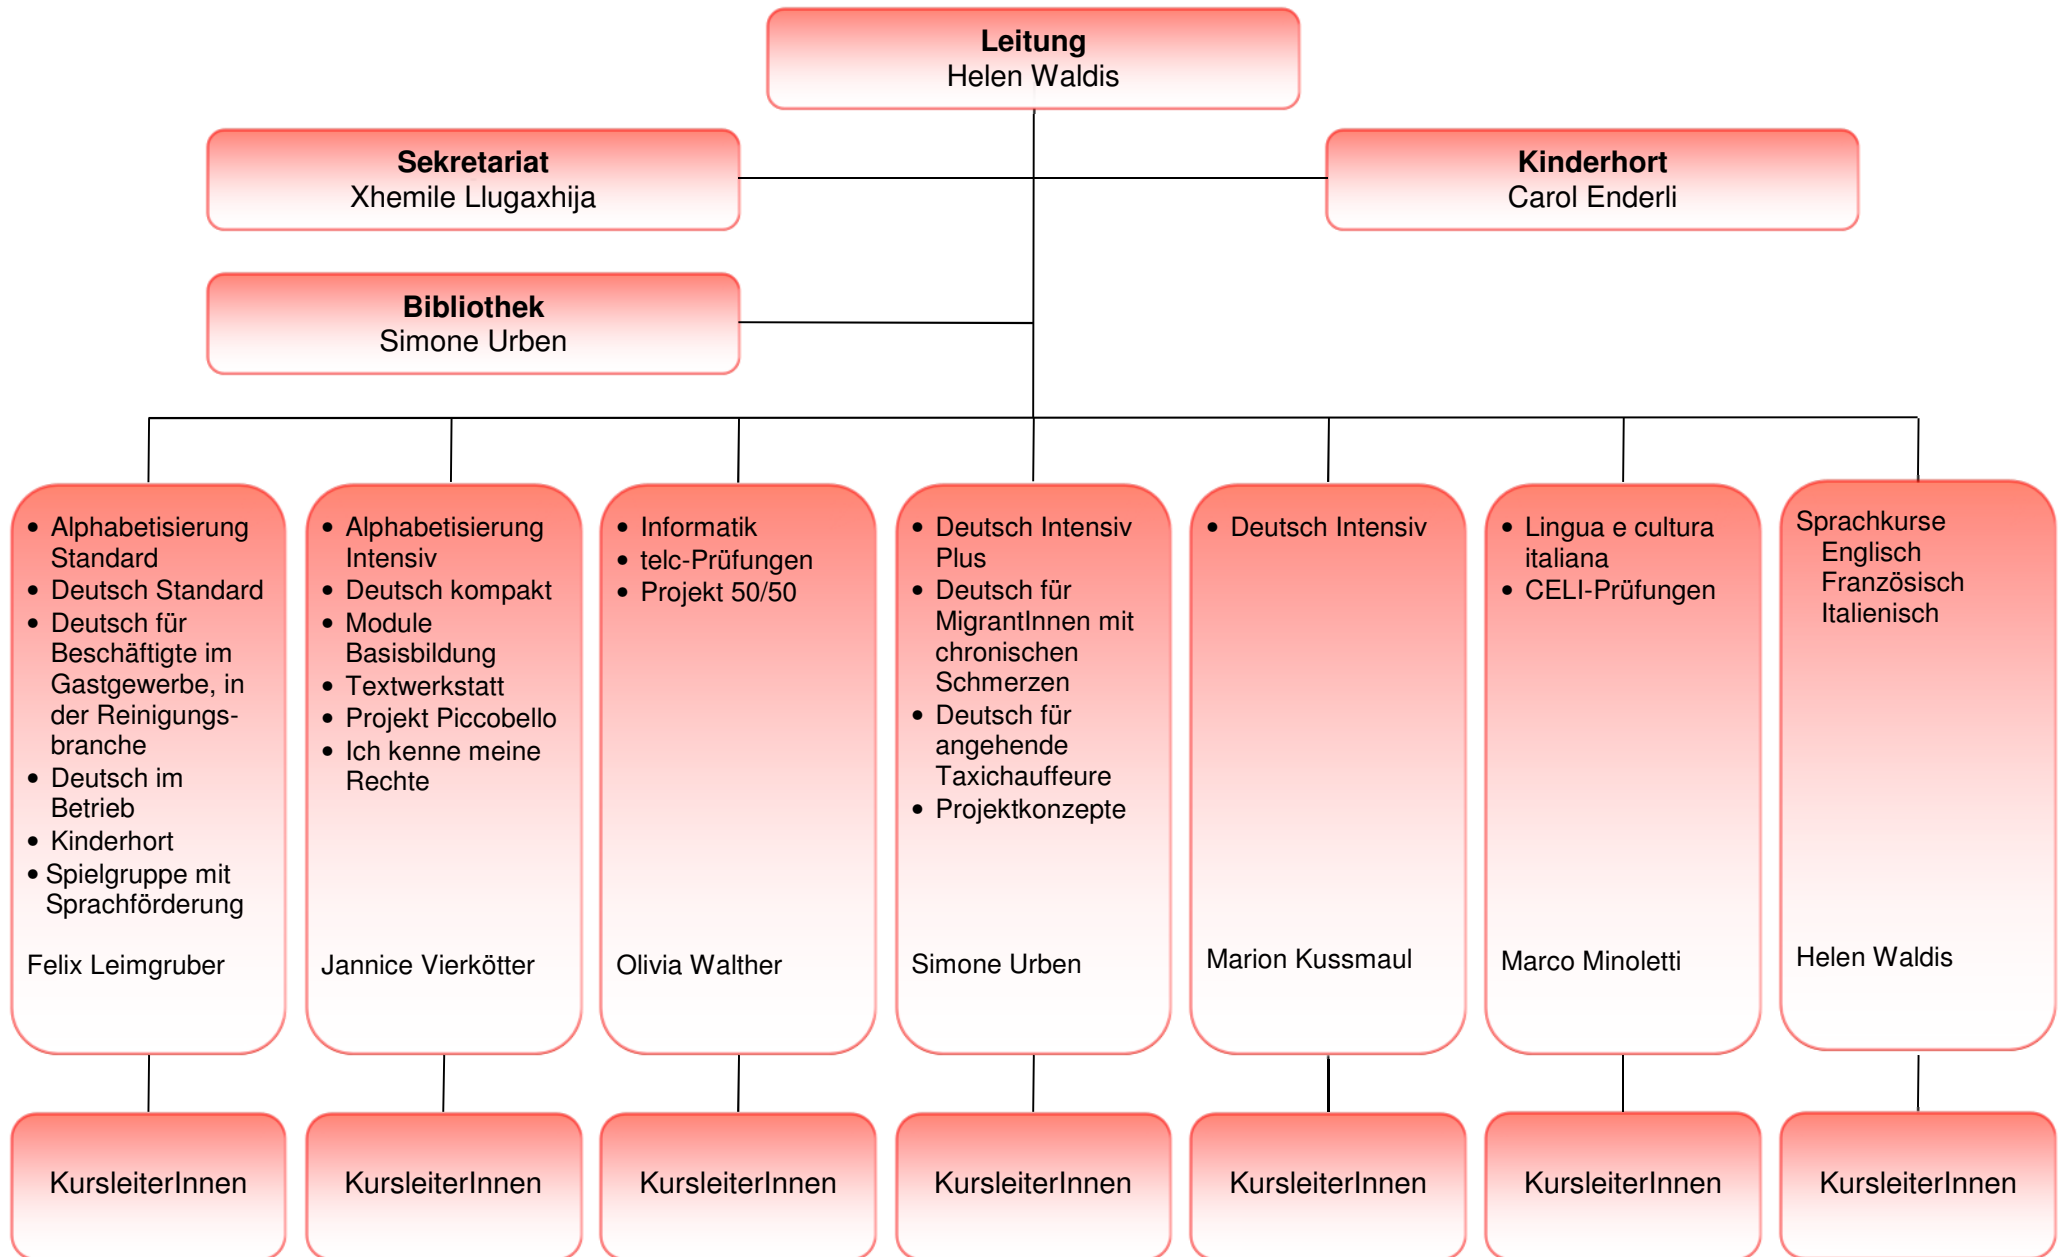 Leitung
Helen Waldis
Sekretariat
Xhemile Llugaxhija
Kinderhort
Carol Enderli
Bibliothek
Simone Urben
• Alphabetisierung
Standard
• Deutsch Standard
• Deutsch für
Beschäftigte im
Gastgewerbe, in
der Reinigungs-
branche
• Deutsch im
Betrieb
• Kinderhort
• Spielgruppe mit
Sprachförderung
Felix Leimgruber
• Alphabetisierung
Intensiv
• Deutsch kompakt
• Module
Basisbildung
• Textwerkstatt
• Projekt Piccobello
• Ich kenne meine
Rechte
Jannice Vierkötter
• Informatik
• telc-Prüfungen
• Projekt 50/50
Olivia Walther
• Deutsch Intensiv
Plus
• Deutsch für
MigrantInnen mit
chronischen
Schmerzen
• Deutsch für
angehende
Taxichauffeure
• Projektkonzepte
Simone Urben
• Deutsch Intensiv
Marion Kussmaul
• Lingua e cultura
italiana
• CELI-Prüfungen
Marco Minoletti
Sprachkurse
Englisch
Französisch
Italienisch
Helen Waldis
KursleiterInnen
KursleiterInnen
KursleiterInnen
KursleiterInnen
KursleiterInnen
KursleiterInnen
KursleiterInnen